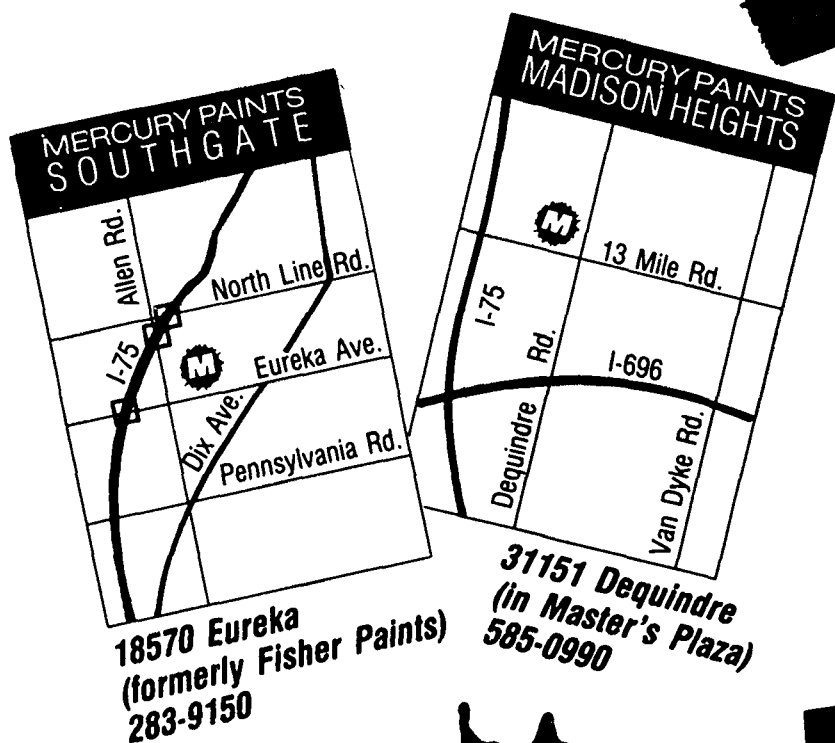 MERCURY PAINTS
SOUTHGATE
Allen Rd.
North Line Rd.
I-75
M
Eureka Ave.
Dix Ave.
Pennsylvania Rd.
18570 Eureka
(formerly Fisher Paints)
283-9150
MERCURY PAINTS
MADISON HEIGHTS
M
13 Mile Rd.
I-75
Rd.
I-696
Dequindre
Van Dyke Rd.
31151 Dequindre
(in Master's Plaza)
585-0990